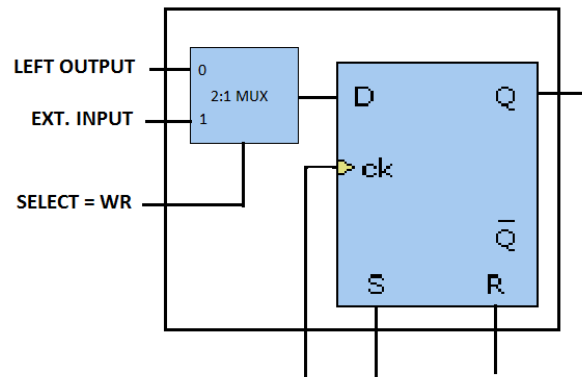 LEFT OUTPUT
0
2:1 MUX
EXT. INPUT
1
SELECT = WR
D
Q
ck
Q̅
S
R